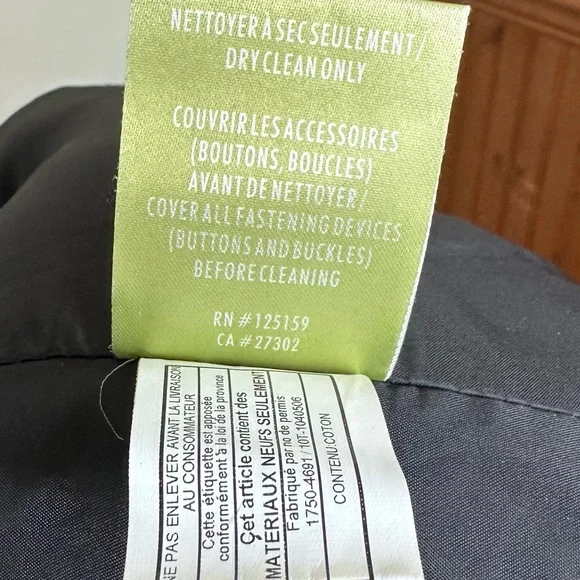 NETTOYER A SEC SEULEMENT /
DRY CLEAN ONLY
COUVRIR LES ACCESSOIRES
(BOUTONS, BOUCLES)
AVANT DE NETTOYER /
COVER ALL FASTENING DEVICES
(BUTTONS AND BUCKLES)
BEFORE CLEANING
RN #125159
CA #27302
NE PAS ENLEVER AVANT LA LIVRAISON
AU CONSOMMATEUR
Cette étiquette est apposée
conformément à la loi de la province
Çet article contient des
MATERIAUX NEUFS SEULEMENT
Fabriqué par no de permis
1750-4691 / 10T-1040506
CONTENU:COTON